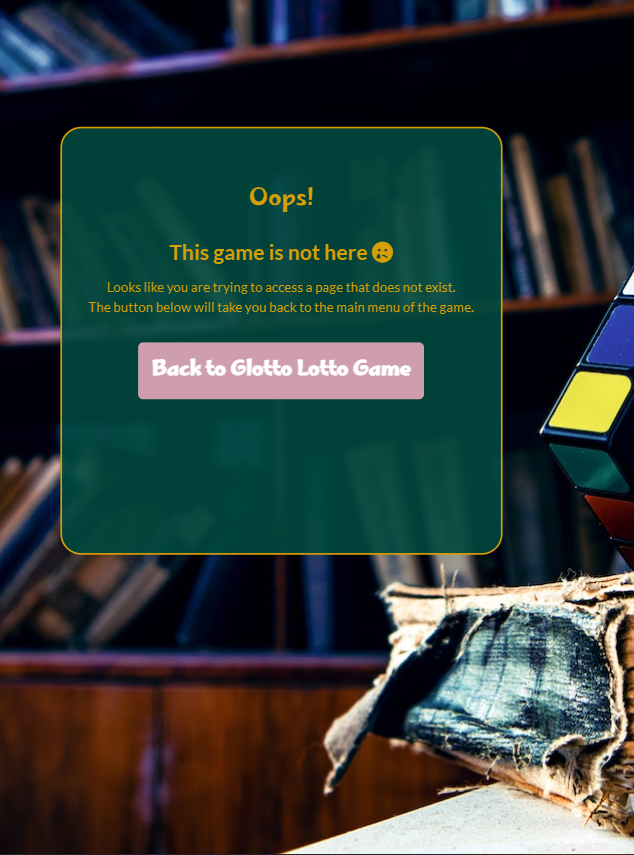 Oops!
This game is not here
Looks like you are trying to access a page that does not exist.
The button below will take you back to the main menu of the game.
Back to Glotto Lotto Game